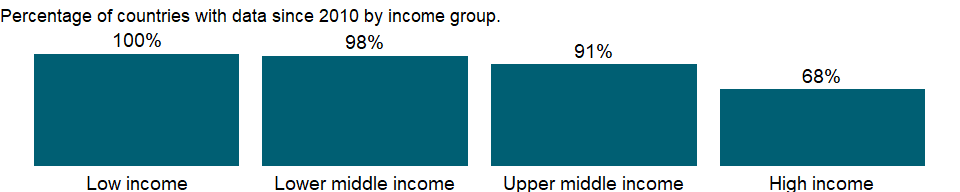 Percentage of countries with data since 2010 by income group.
100%
98%
91%
68%
Low income
Lower middle income
Upper middle income
High income